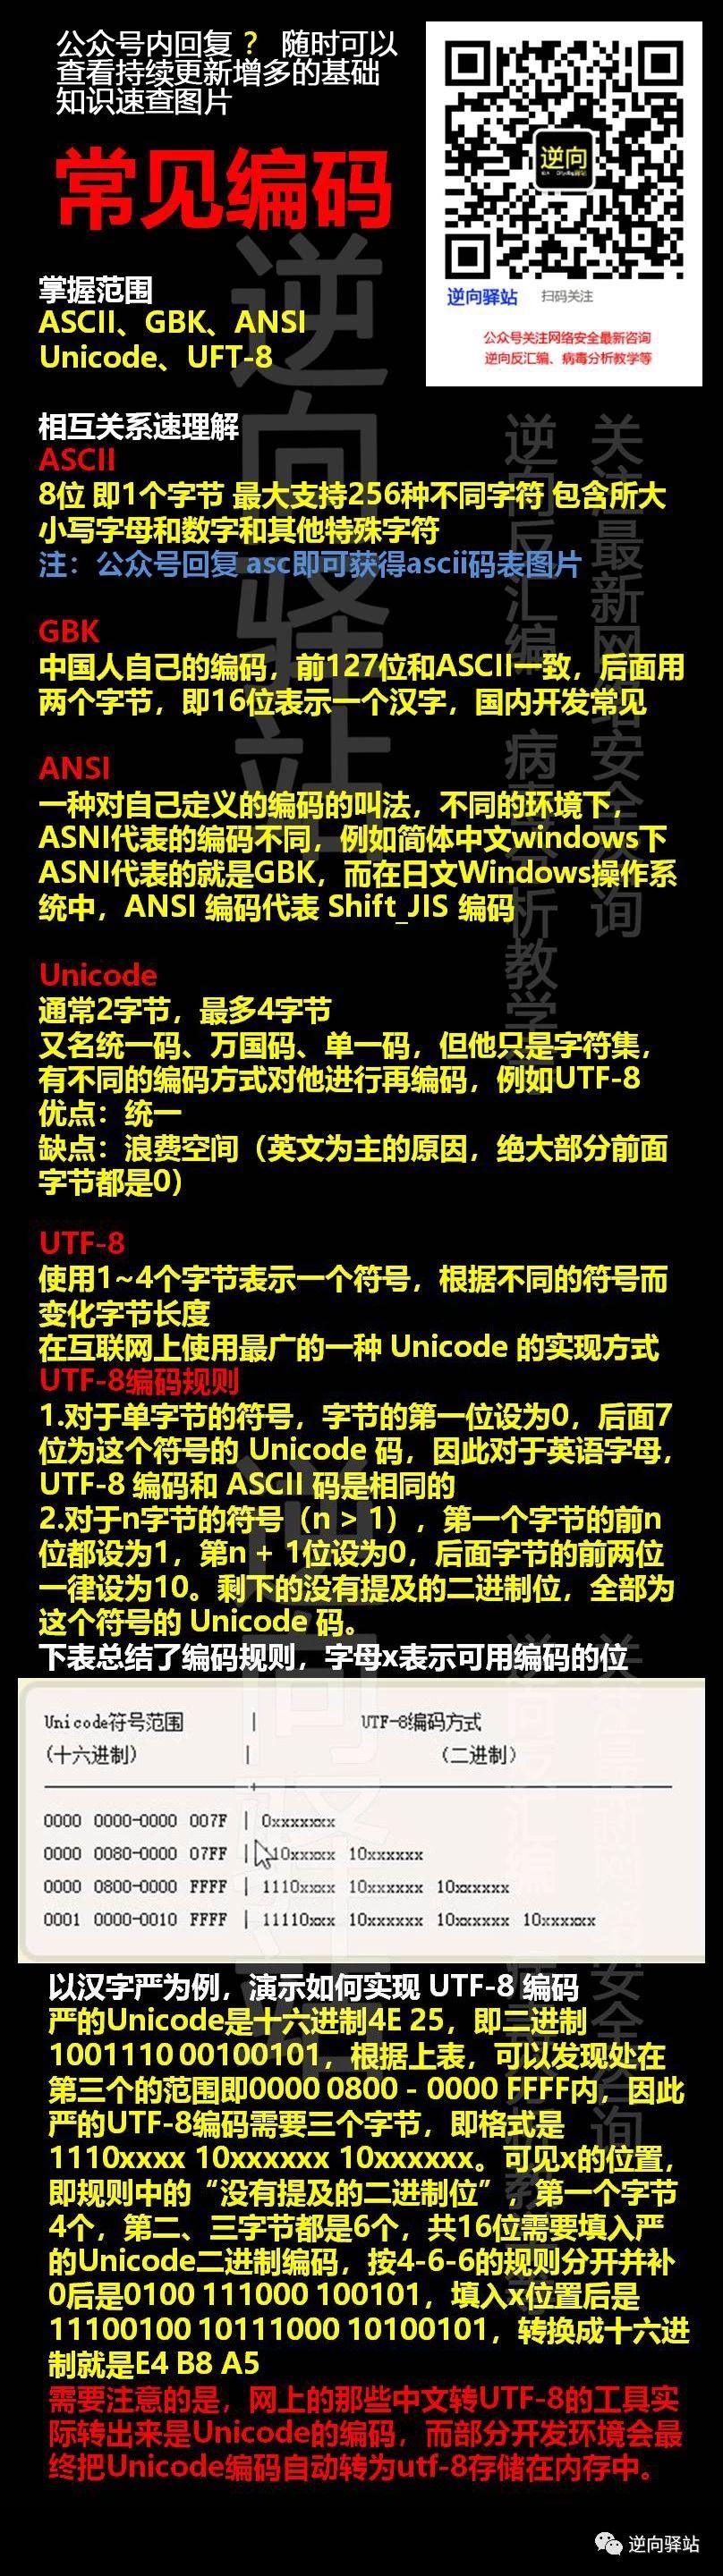 公众号内回复？ 随时可以
查看持续更新增多的基础
知识速查图片
常见编码
逆向
逆向驿站 扫码关注
公众号关注网络安全最新咨询
逆向反汇编、病毒分析教学等
掌握范围
ASCII、GBK、ANSI
Unicode、UFT-8
相互关系速理解
ASCII
8位 即1个字节 最大支持256种不同字符 包含所大
小写字母和数字和其他特殊字符
注：公众号回复 asc即可获得ascii码表图片
GBK
中国人自己的编码，前127位和ASCII一致，后面用
两个字节，即16位表示一个汉字，国内开发常见
ANSI
一种对自己定义的编码的叫法，不同的环境下，
ASNI代表的编码不同，例如简体中文windows下
ASNI代表的就是GBK，而在日文Windows操作系
统中，ANSI 编码代表 Shift_JIS 编码
Unicode
通常2字节，最多4字节
又名统一码、万国码、单一码，但他只是字符集，
有不同的编码方式对他进行再编码，例如UTF-8
优点：统一
缺点：浪费空间（英文为主的原因，绝大部分前面
字节都是0）
UTF-8
使用1~4个字节表示一个符号，根据不同的符号而
变化字节长度
在互联网上使用最广的一种 Unicode 的实现方式
UTF-8编码规则
1.对于单字节的符号，字节的第一位设为0，后面7
位为这个符号的 Unicode 码，因此对于英语字母，
UTF-8 编码和 ASCII 码是相同的
2.对于n字节的符号（n > 1），第一个字节的前n
位都设为1，第n + 1位设为0，后面字节的前两位
一律设为10。剩下的没有提及的二进制位，全部为
这个符号的 Unicode 码。
下表总结了编码规则，字母x表示可用编码的位
Unicode符号范围 | UTF-8编码方式
(十六进制) | （二进制）
0000 0000-0000 007F | 0xxxxxxx
0000 0080-0000 07FF | 110xxxxx 10xxxxxx
0000 0800-0000 FFFF | 1110xxxx 10xxxxxx 10xxxxxx
0001 0000-0010 FFFF | 11110xxx 10xxxxxx 10xxxxxx 10xxxxxx
以汉字严为例，演示如何实现 UTF-8 编码
严的Unicode是十六进制4E 25，即二进制
1001110 00100101，根据上表，可以发现处在
第三个的范围即0000 0800 - 0000 FFFF内，因此
严的UTF-8编码需要三个字节，即格式是
1110xxxx 10xxxxxx 10xxxxxx。可见x的位置，
即规则中的“没有提及的二进制位”，第一个字节
4个，第二、三字节都是6个，共16位需要填入严
的Unicode二进制编码，按4-6-6的规则分开并补
0后是0100 111000 100101，填入x位置后是
11100100 10111000 10100101，转换成十六进
制就是E4 B8 A5
需要注意的是，网上的那些中文转UTF-8的工具实
际转出来是Unicode的编码，而部分开发环境会最
终把Unicode编码自动转为utf-8存储在内存中。
逆向驿站